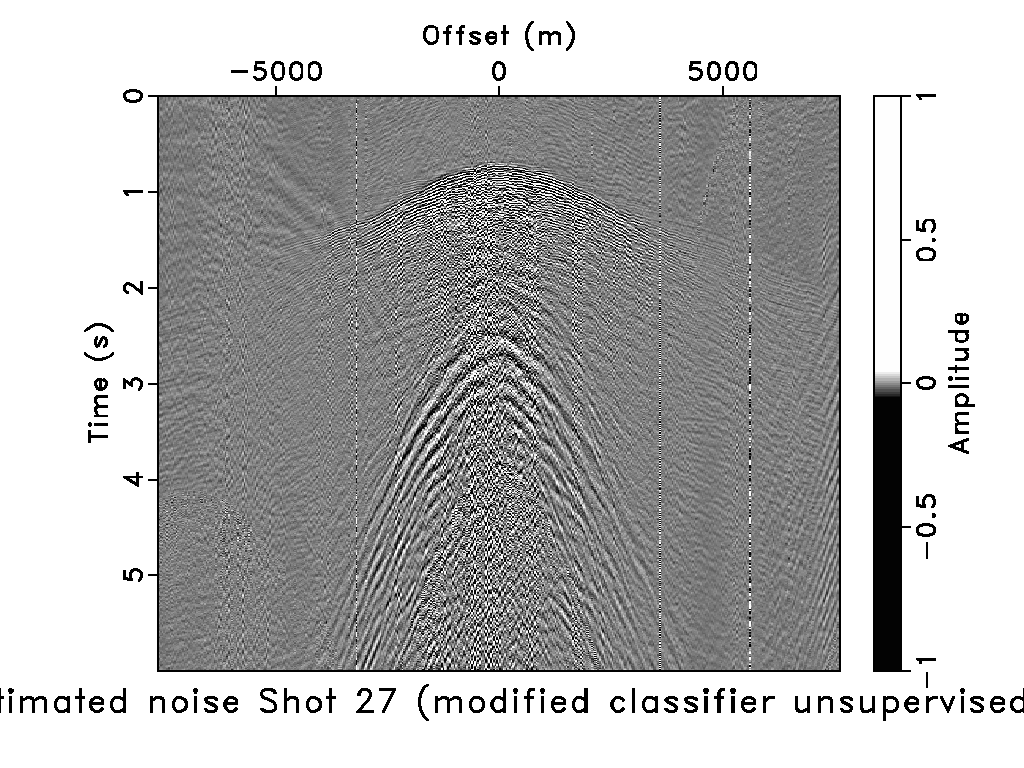 Offset (m)
−5000 0 5000
0
1
2
3
4
5
Time (s)
1
0.5
0
−0.5
−1
Amplitude
timated noise Shot 27 (modified classifier unsupervised